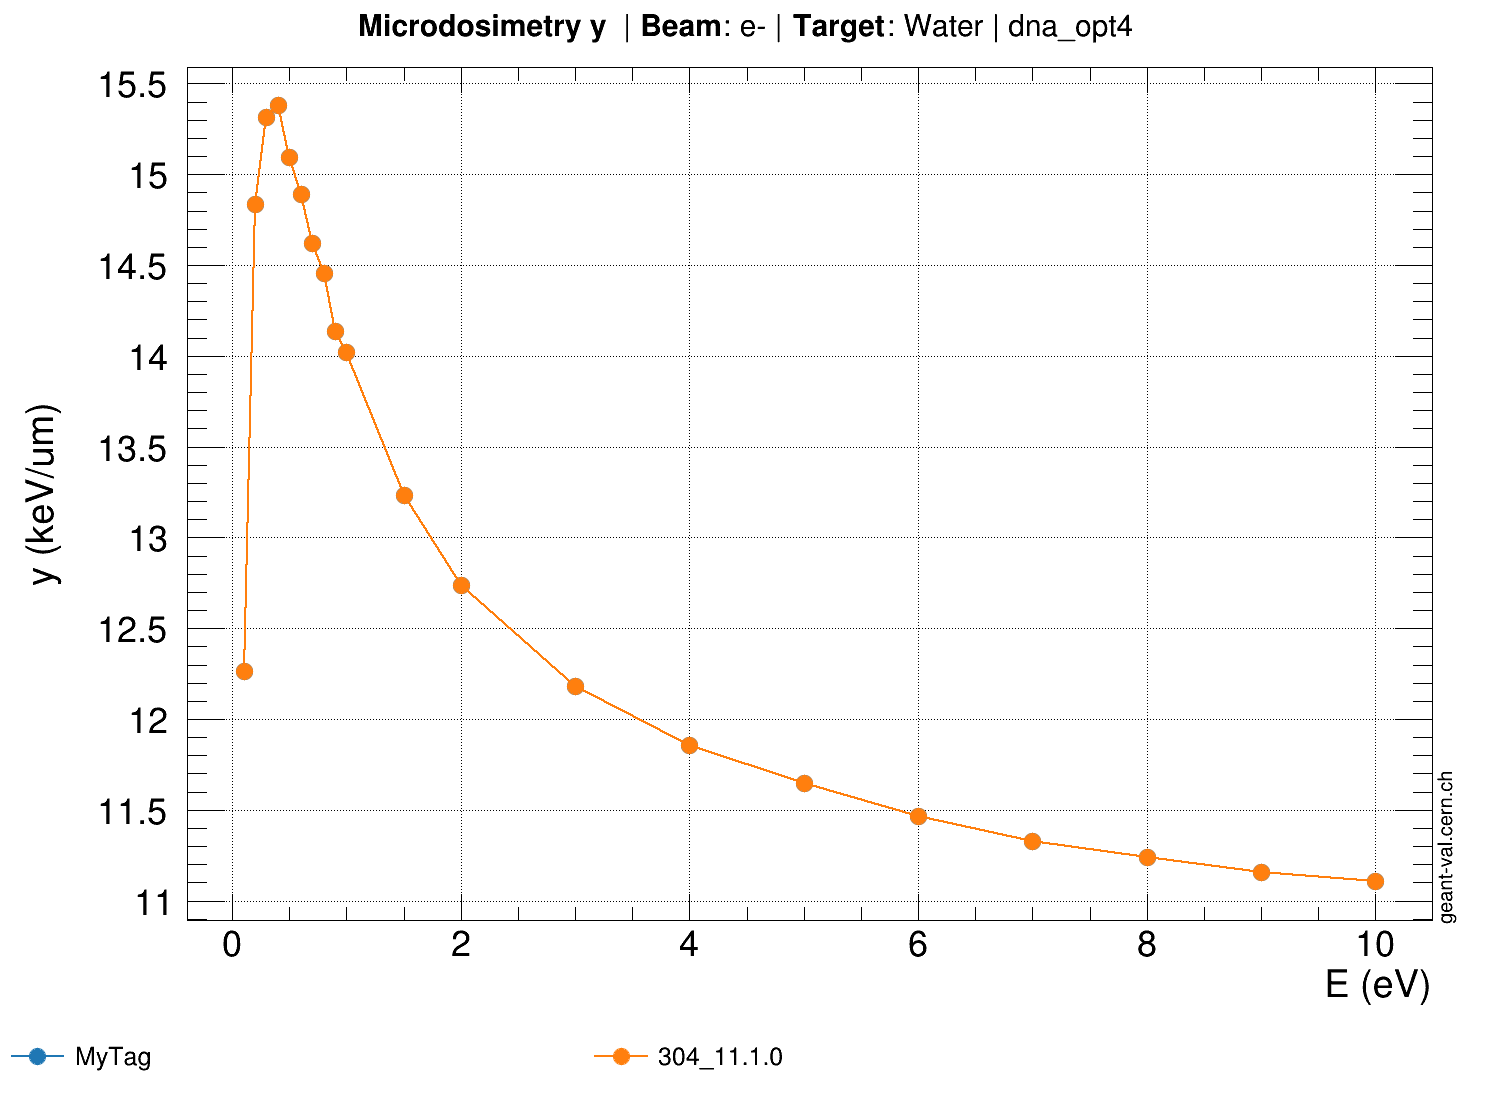 Microdosimetry y | Beam: e- | Target: Water | dna_opt4
15.5
15
14.5
14
13.5
13
12.5
12
11.5
11
y (keV/um)
0 2 4 6 8 10
E (eV)
geant-val.cern.ch
MyTag 304_11.1.0